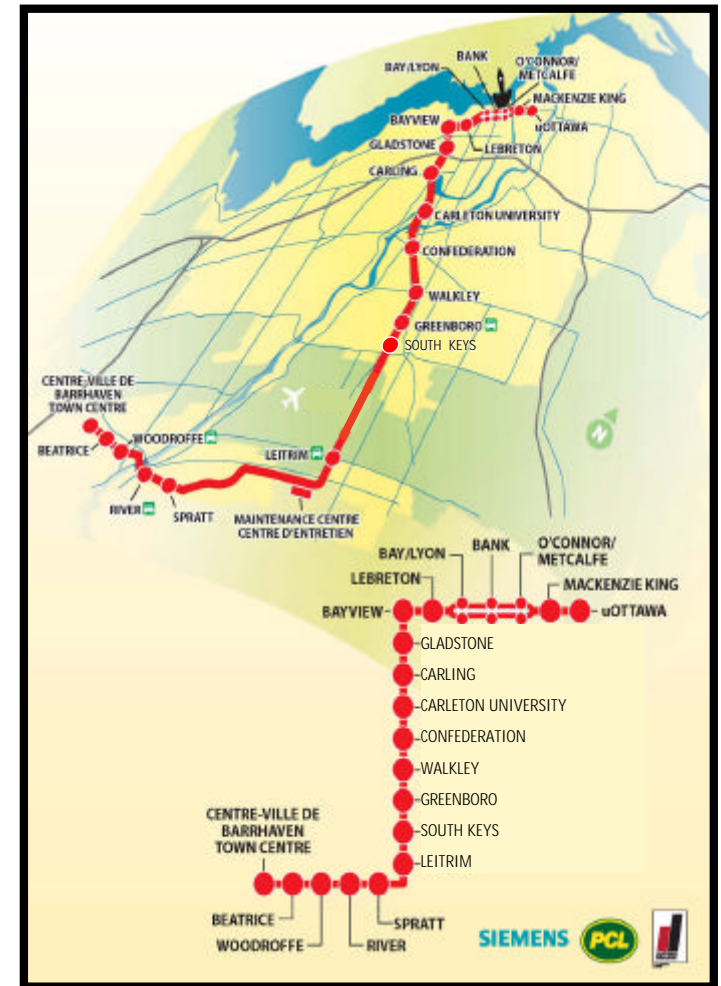 BANK
O'CONNOR/
METCALFE
BAY/LYON
MACKENZIE KING
BAYVIEW
uOTTAWA
GLADSTONE
LEBRETON
CARLING
CARLETON UNIVERSITY
CONFEDERATION
WALKLEY
GREENBORO
SOUTH KEYS
CENTRE-VILLE DE
BARRHAVEN
TOWN CENTRE
WOODROFFE
BEATRICE
LEITRIM
N
RIVER
SPRATT
MAINTENANCE CENTRE
CENTRE D'ENTRETIEN
BAY/LYON
BANK
O'CONNOR/
METCALFE
LEBRETON
MACKENZIE KING
BAYVIEW
uOTTAWA
GLADSTONE
CARLING
CARLETON UNIVERSITY
CONFEDERATION
WALKLEY
GREENBORO
SOUTH KEYS
LEITRIM
CENTRE-VILLE DE
BARRHAVEN
TOWN CENTRE
BEATRICE
WOODROFFE
RIVER
SPRATT
SIEMENS
PCL